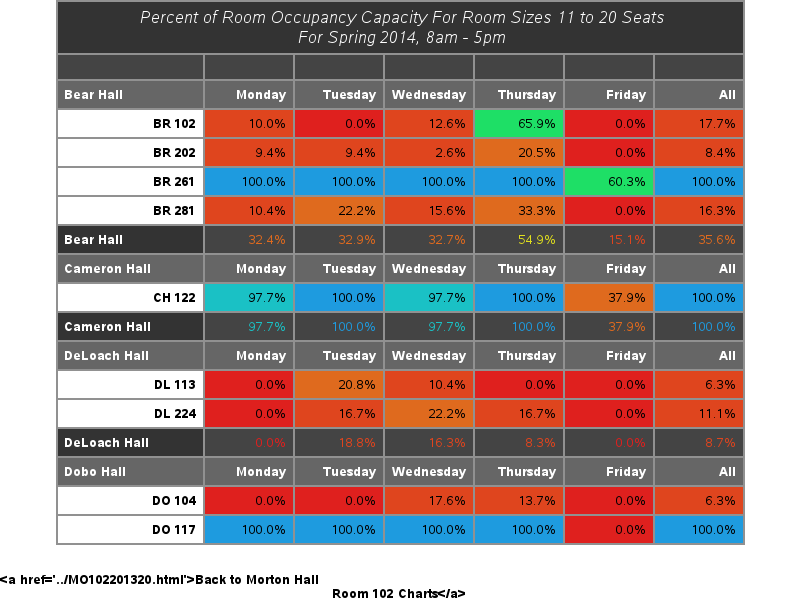 Percent of Room Occupancy Capacity For Room Sizes 11 to 20 Seats
For Spring 2014, 8am - 5pm
Bear Hall Monday Tuesday Wednesday Thursday Friday All
BR 102 10.0% 0.0% 12.6% 65.9% 0.0% 17.7%
BR 202 9.4% 9.4% 2.6% 20.5% 0.0% 8.4%
BR 261 100.0% 100.0% 100.0% 100.0% 60.3% 100.0%
BR 281 10.4% 22.2% 15.6% 33.3% 0.0% 16.3%
Bear Hall 32.4% 32.9% 32.7% 54.9% 15.1% 35.6%
Cameron Hall Monday Tuesday Wednesday Thursday Friday All
CH 122 97.7% 100.0% 97.7% 100.0% 37.9% 100.0%
Cameron Hall 97.7% 100.0% 97.7% 100.0% 37.9% 100.0%
DeLoach Hall Monday Tuesday Wednesday Thursday Friday All
DL 113 0.0% 20.8% 10.4% 0.0% 0.0% 6.3%
DL 224 0.0% 16.7% 22.2% 16.7% 0.0% 11.1%
DeLoach Hall 0.0% 18.8% 16.3% 8.3% 0.0% 8.7%
Dobo Hall Monday Tuesday Wednesday Thursday Friday All
DO 104 0.0% 0.0% 17.6% 13.7% 0.0% 6.3%
DO 117 100.0% 100.0% 100.0% 100.0% 0.0% 100.0%
<a href='../MO102201320.html'>Back to Morton Hall
Room 102 Charts</a>